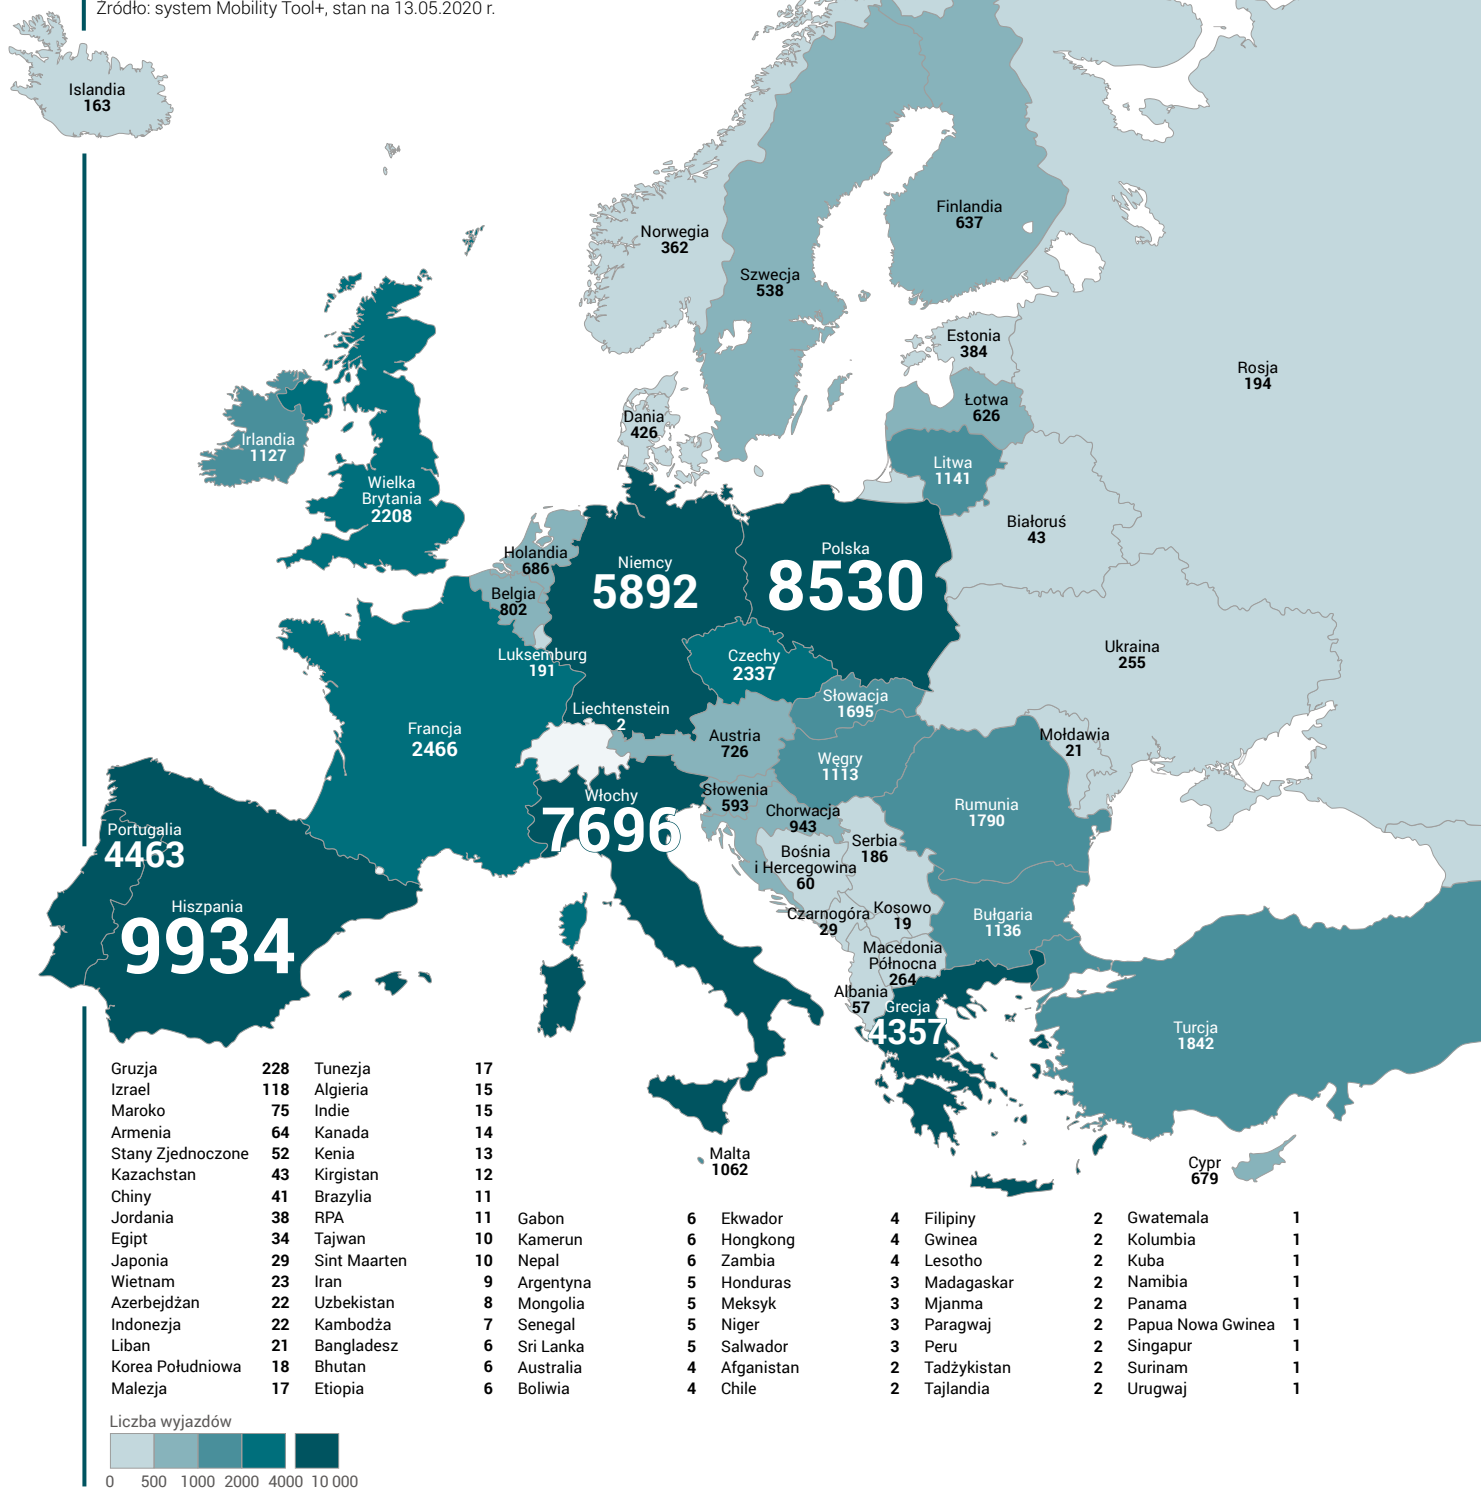 Źródło: system Mobility Tool+, stan na 13.05.2020 r.
Islandia
163
Norwegia
362
Finlandia
637
Szwecja
538
Estonia
384
Rosja
194
Łotwa
626
Dania
426
Irlandia
1127
Litwa
1141
Wielka
Brytania
2208
Białoruś
43
Holandia
686
Niemcy
5892
Polska
8530
Belgia
802
Luksemburg
191
Czechy
2337
Ukraina
255
Słowacja
1695
Liechtenstein
2
Francja
2466
Austria
726
Mołdawia
21
Węgry
1113
Słowenia
593
Włochy
7696
Chorwacja
943
Rumunia
1790
Portugalia
4463
Serbia
186
Bośnia
i Hercegowina
60
Hiszpania
9934
Czarnogóra
29
Kosowo
19
Bułgaria
1136
Macedonia
Północna
264
Albania
57
Grecja
4357
Turcja
1842
Malta
1062
Cypr
679
Gruzja 228
Izrael 118
Maroko 75
Armenia 64
Stany Zjednoczone 52
Kazachstan 43
Chiny 41
Jordania 38
Egipt 34
Japonia 29
Wietnam 23
Azerbejdżan 22
Indonezja 22
Liban 21
Korea Południowa 18
Malezja 17
Tunezja 17
Algieria 15
Indie 15
Kanada 14
Kenia 13
Kirgistan 12
Brazylia 11
RPA 11
Tajwan 10
Sint Maarten 10
Iran 9
Uzbekistan 8
Kambodża 7
Bangladesz 6
Bhutan 6
Etiopia 6
Gabon 6
Kamerun 6
Nepal 6
Argentyna 5
Mongolia 5
Senegal 5
Sri Lanka 5
Australia 4
Boliwia 4
Ekwador 4
Hongkong 4
Zambia 4
Honduras 3
Meksyk 3
Niger 3
Salwador 3
Afganistan 2
Chile 2
Filipiny 2
Gwinea 2
Lesotho 2
Madagaskar 2
Mjanma 2
Paragwaj 2
Peru 2
Tadżykistan 2
Tajlandia 2
Gwatemala 1
Kolumbia 1
Kuba 1
Namibia 1
Panama 1
Papua Nowa Gwinea 1
Singapur 1
Surinam 1
Urugwaj 1
Liczba wyjazdów
0 500 1000 2000 4000 10 000